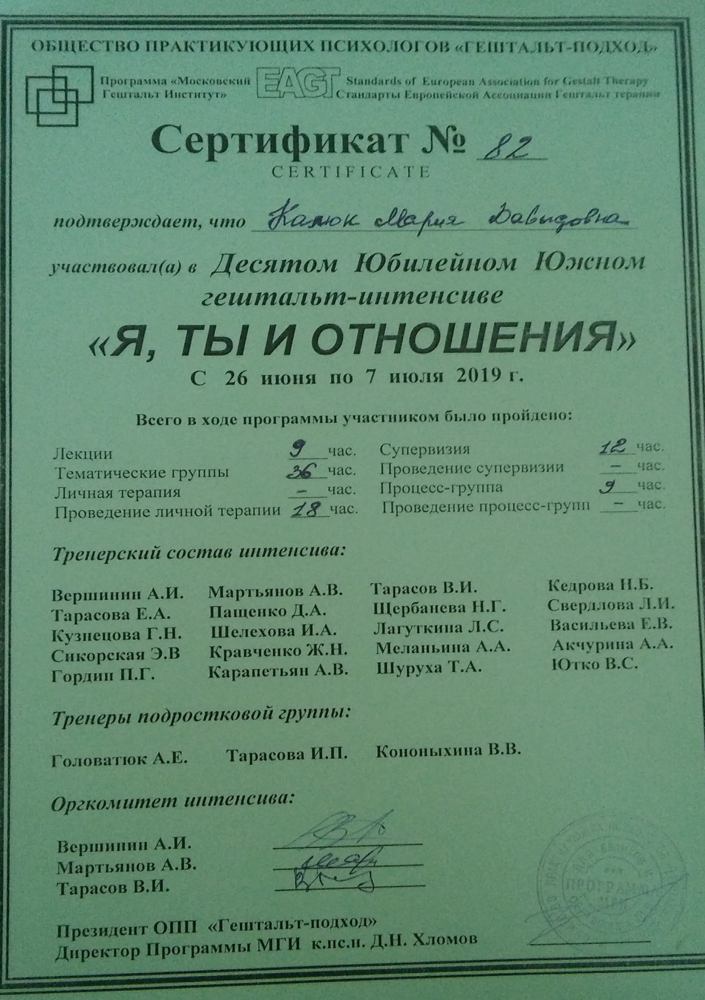 ОБЩЕСТВО ПРАКТИКУЮЩИХ ПСИХОЛОГОВ «ГЕШТАЛЬТ-ПОДХОД»
Программа «Московский Гештальт Институт»
EAGT
Standards of European Association for Gestalt Therapy
Стандарты Европейской Ассоциации Гештальт терапии
Сертификат № 82
CERTIFICATE
подтверждает, что Калюк Мария Давыдовна
участвовал(а) в Десятом Юбилейном Южном
гештальт-интенсиве
«Я, ТЫ И ОТНОШЕНИЯ»
С 26 июня по 7 июля 2019 г.
Всего в ходе программы участником было пройдено:
Лекции 9 час. Супервизия 12 час.
Тематические группы 36 час. Проведение супервизии – час.
Личная терапия – час. Процесс-группа 9 час.
Проведение личной терапии 18 час. Проведение процесс-групп – час.
Тренерский состав интенсива:
Вершинин А.И. Мартьянов А.В. Тарасов В.И. Кедрова Н.Б.
Тарасова Е.А. Пащенко Д.А. Щербанева Н.Г. Свердлова Л.И.
Кузнецова Г.Н. Шелехова И.А. Лагуткина Л.С. Васильева Е.В.
Сикорская Э.В Кравченко Ж.Н. Меланьина А.А. Акчурина А.А.
Гордин П.Г. Карапетьян А.В. Шуруха Т.А. Ютко В.С.
Тренеры подростковой группы:
Головатюк А.Е. Тарасова И.П. Кононыхина В.В.
Оргкомитет интенсива:
Вершинин А.И.
Мартьянов А.В.
Тарасов В.И.
ПРОГРАММА
Президент ОПП «Гештальт-подход»
Директор Программы МГИ к.пс.н. Д.Н. Хломов